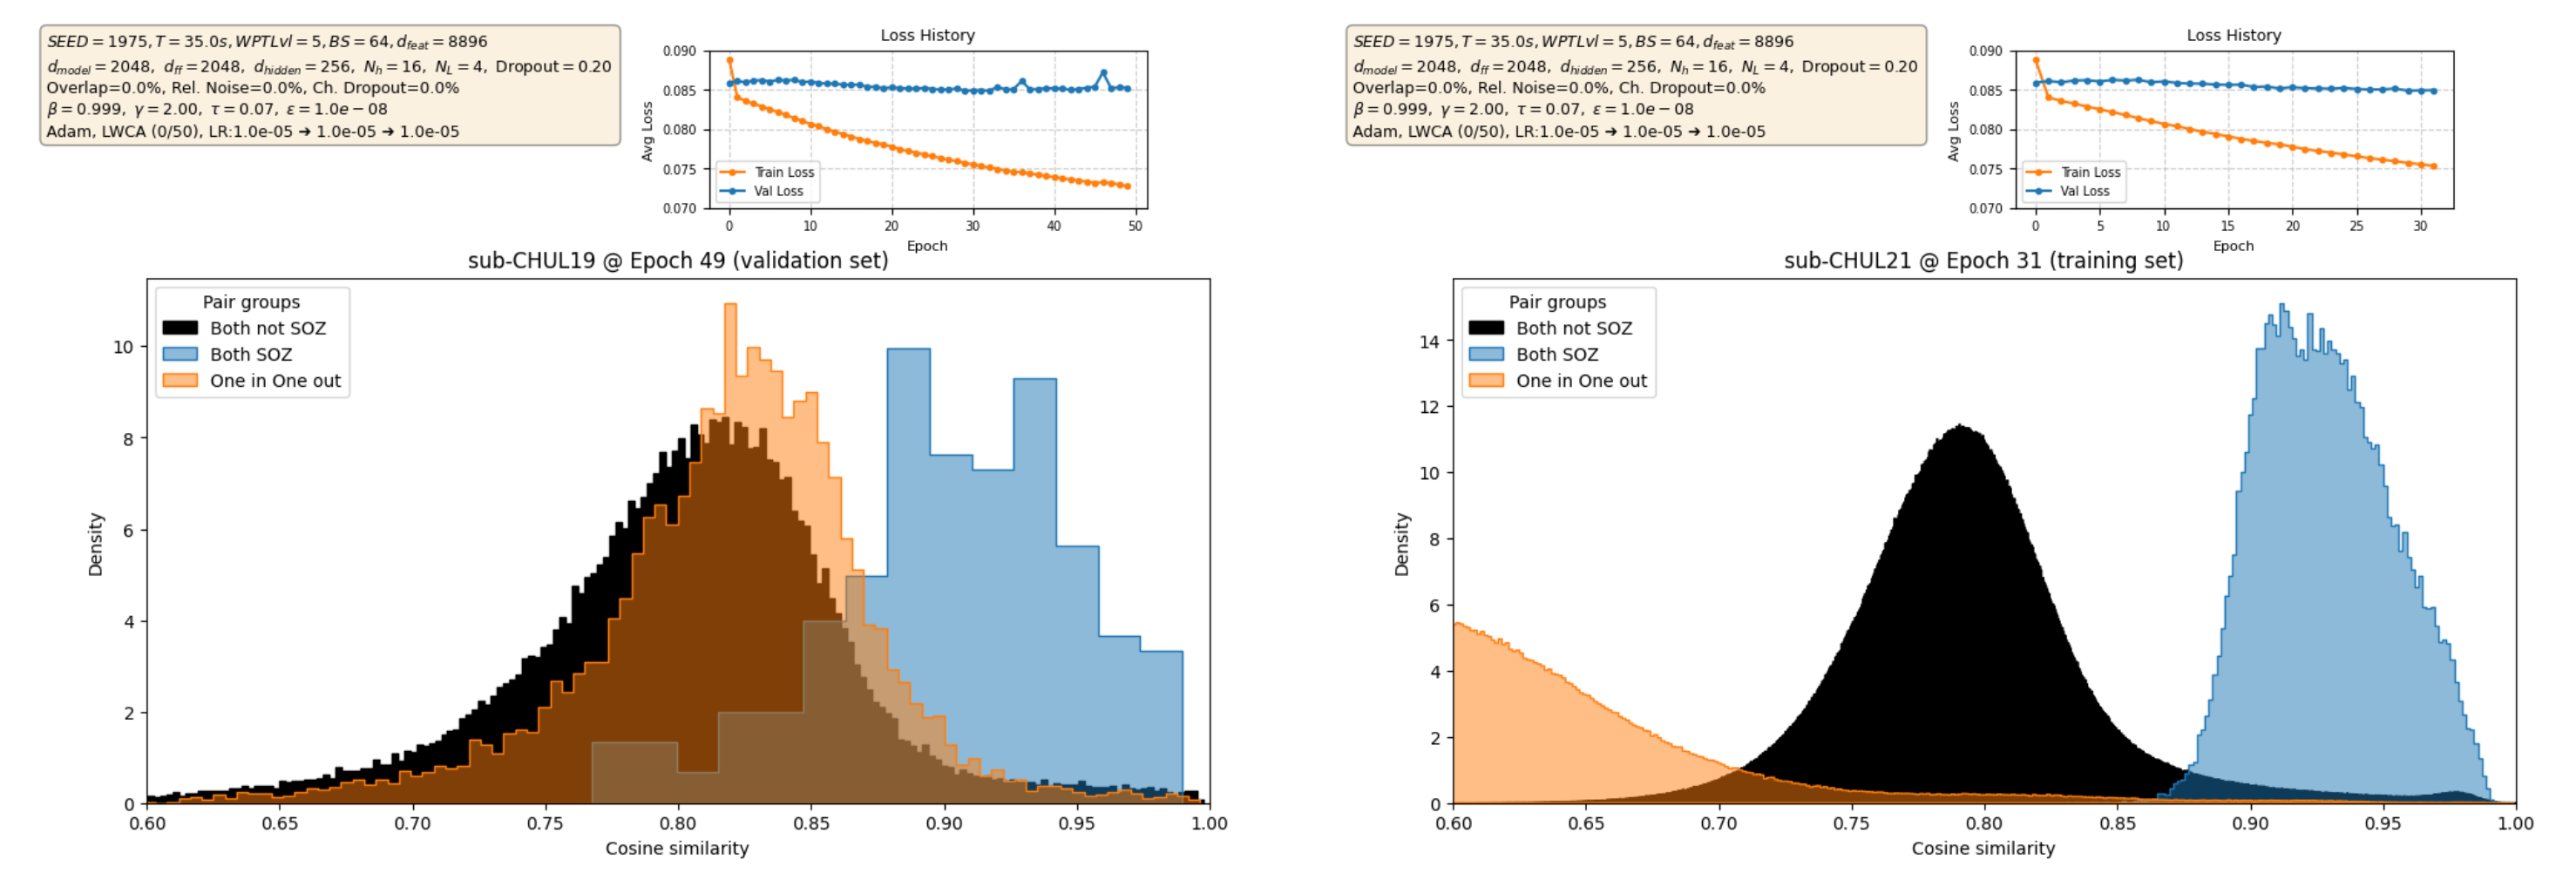 SEED = 1975, T = 35.0s, WPTLvl = 5, BS = 64, d_feat = 8896
d_model = 2048, d_ff = 2048, d_hidden = 256, N_h = 16, N_L = 4, Dropout = 0.20
Overlap=0.0%, Rel. Noise=0.0%, Ch. Dropout=0.0%
β = 0.999, γ = 2.00, τ = 0.07, ε = 1.0e − 08
Adam, LWCA (0/50), LR:1.0e-05 ➔ 1.0e-05 ➔ 1.0e-05
Loss History
Avg Loss
0.090
0.085
0.080
0.075
0.070
Train Loss
Val Loss
0 10 20 30 40 50
Epoch
sub-CHUL19 @ Epoch 49 (validation set)
Pair groups
Both not SOZ
Both SOZ
One in One out
Density
10
8
6
4
2
0
0.60 0.65 0.70 0.75 0.80 0.85 0.90 0.95 1.00
Cosine similarity
SEED = 1975, T = 35.0s, WPTLvl = 5, BS = 64, d_feat = 8896
d_model = 2048, d_ff = 2048, d_hidden = 256, N_h = 16, N_L = 4, Dropout = 0.20
Overlap=0.0%, Rel. Noise=0.0%, Ch. Dropout=0.0%
β = 0.999, γ = 2.00, τ = 0.07, ε = 1.0e − 08
Adam, LWCA (0/50), LR:1.0e-05 ➔ 1.0e-05 ➔ 1.0e-05
Loss History
Avg Loss
0.090
0.085
0.080
0.075
0.070
Train Loss
Val Loss
0 5 10 15 20 25 30
Epoch
sub-CHUL21 @ Epoch 31 (training set)
Pair groups
Both not SOZ
Both SOZ
One in One out
Density
14
12
10
8
6
4
2
0
0.60 0.65 0.70 0.75 0.80 0.85 0.90 0.95 1.00
Cosine similarity